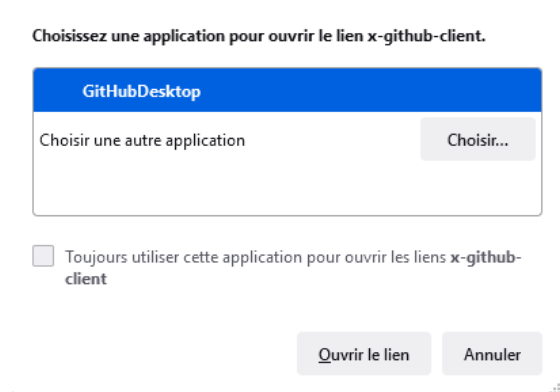 Choisissez une application pour ouvrir le lien x-github-client.
GitHubDesktop
Choisir une autre application
Choisir...
Toujours utiliser cette application pour ouvrir les liens x-github-
client
Ouvrir le lien
Annuler